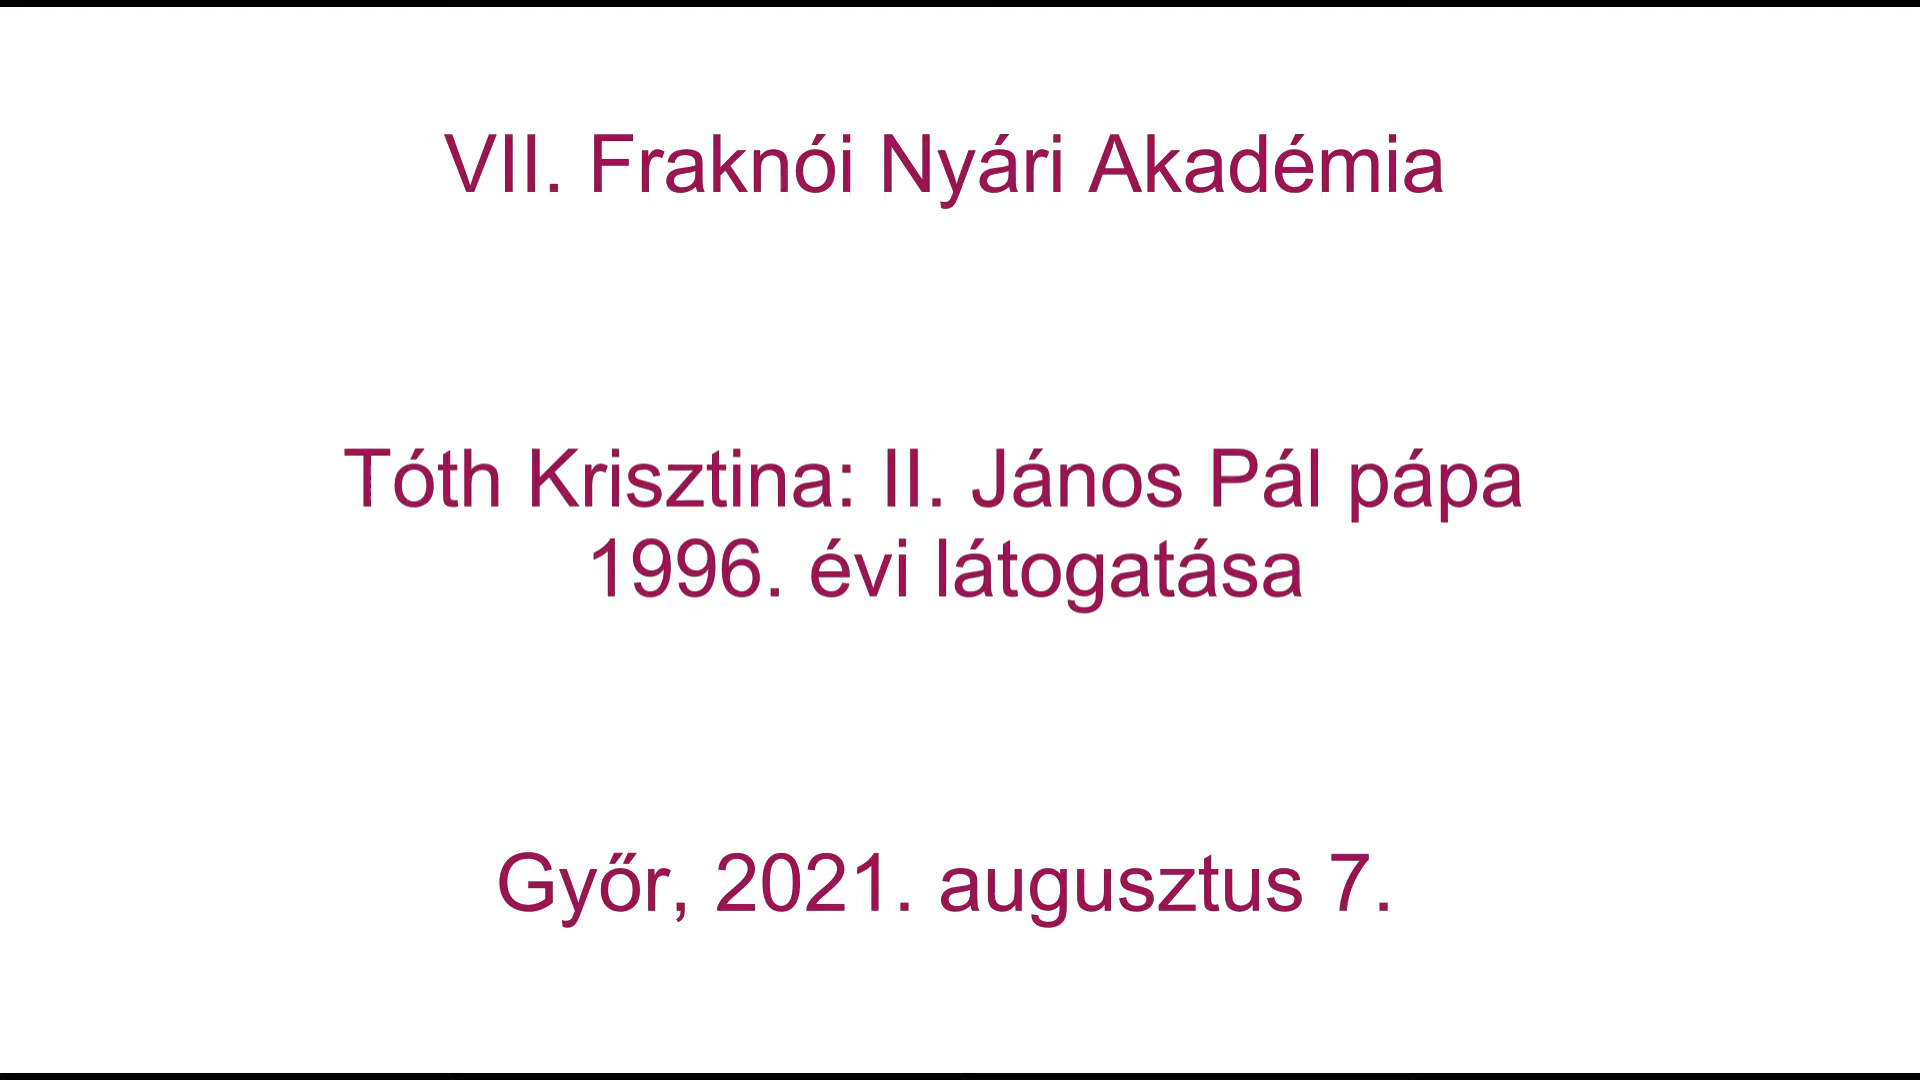 VII. Fraknói Nyári Akadémia
Tóth Krisztina: II. János Pál pápa
1996. évi látogatása
Győr, 2021. augusztus 7.